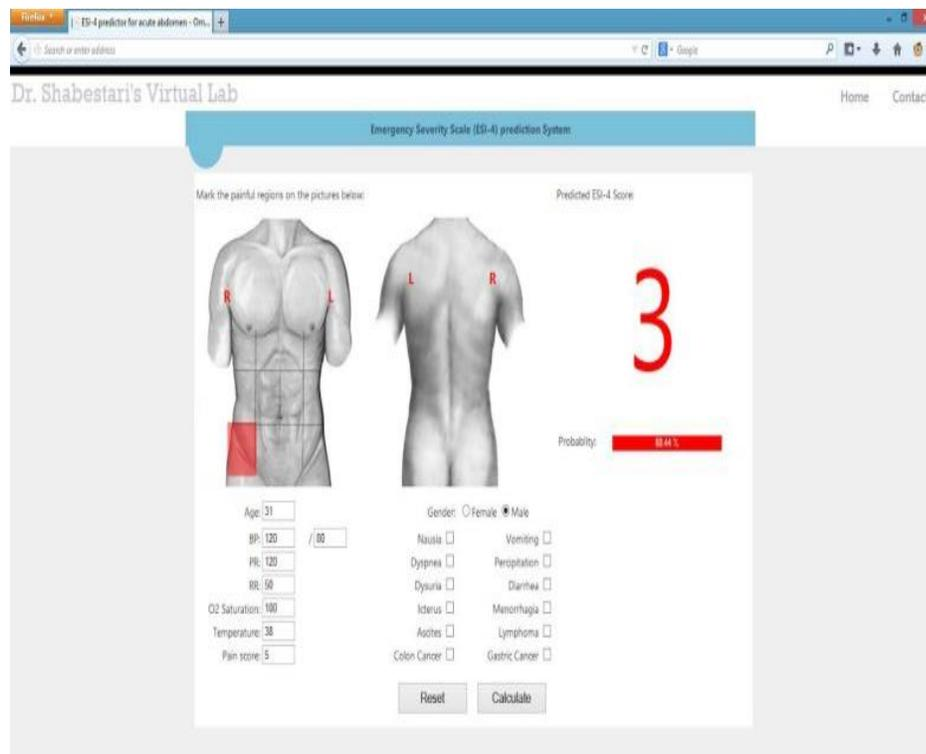 Firefox
ESI-4 predictor for acute abdomen - Om... +
Search or enter address
Google
Dr. Shabestari's Virtual Lab
Home Contact
Emergency Severity Scale (ESI-4) prediction System
Mark the painful regions on the pictures below:
Predicted ESI-4 Score:
R L
L R
3
Probablity:
Age: 31
Gender: Female Male
BP: 120 / 80
Nausia Vomiting
PR: 120
Dyspnea
RR: 50
Dysuria Diarrhea
O2 Saturation: 100
Icterus Menorrhagia
Temperature: 38
Ascites Lymphoma
Pain score: 5
Colon Cancer Gastric Cancer
Reset Calculate